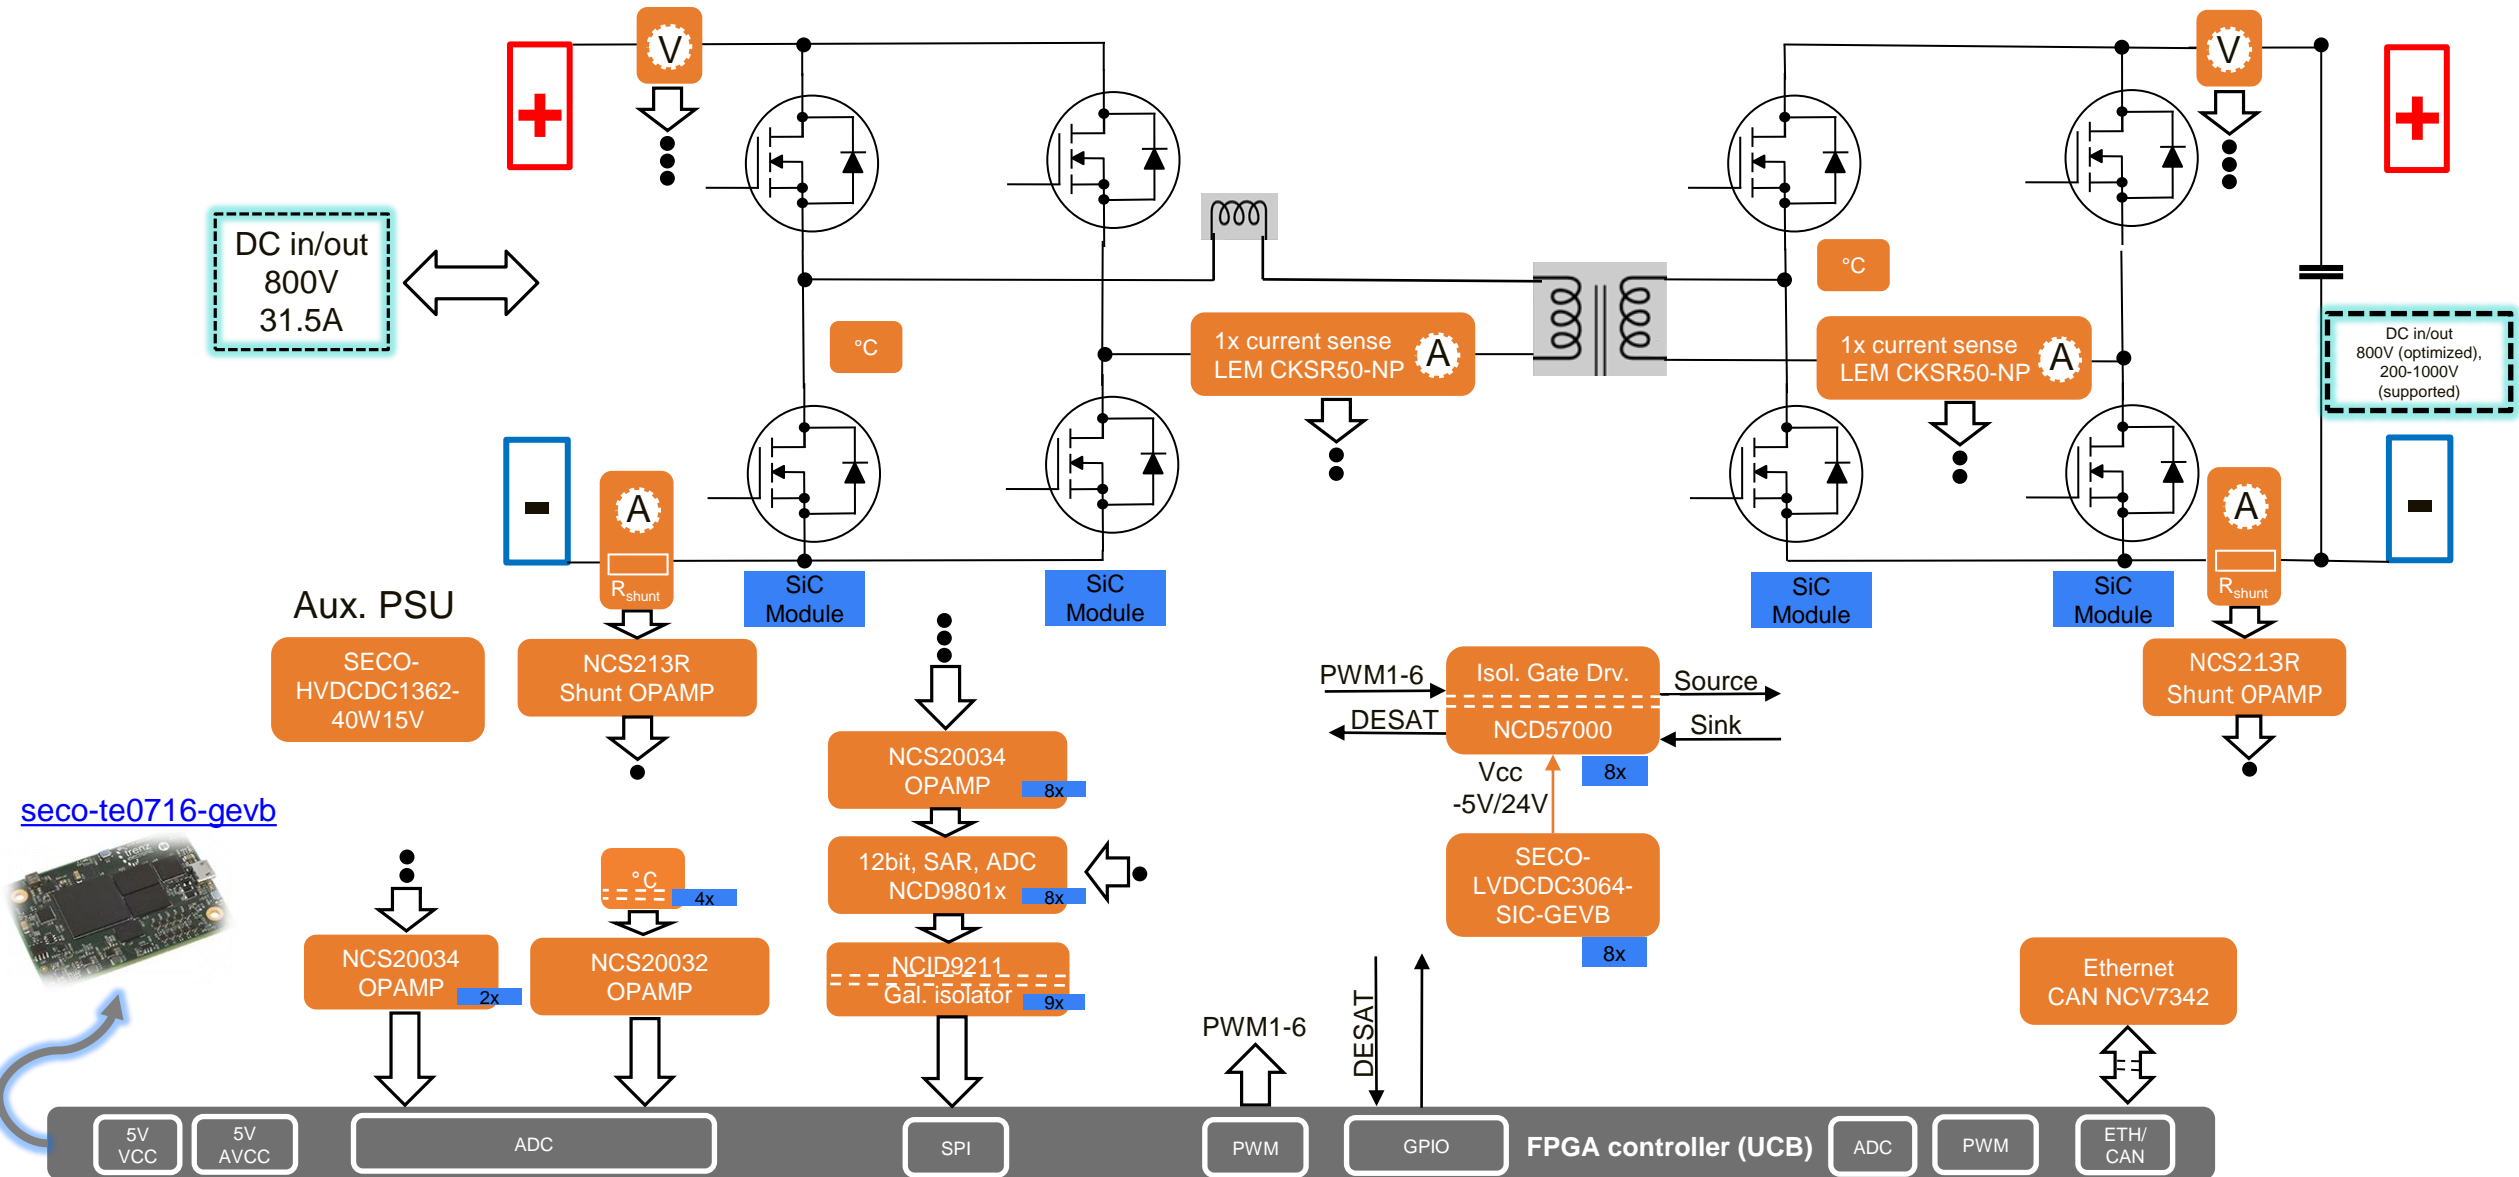 V
V
+
+
DC in/out
800V
31.5A
°C
°C
1x current sense
LEM CKSR50-NP
A
1x current sense
LEM CKSR50-NP
A
DC in/out
800V (optimized),
200-1000V
(supported)
-
A
Rshunt
A
Rshunt
-
SiC
Module
SiC
Module
SiC
Module
SiC
Module
Aux. PSU
SECO-
HVDCDC1362-
40W15V
NCS213R
Shunt OPAMP
NCS20034
OPAMP
8x
PWM1-6
DESAT
Isol. Gate Drv.
NCD57000
8x
Source
Sink
NCS213R
Shunt OPAMP
Vcc
-5V/24V
seco-te0716-gevb
trenz
°C
4x
12bit, SAR, ADC
NCD9801x
8x
SECO-
LVDCDC3064-
SIC-GEVB
8x
NCS20034
OPAMP
2x
NCS20032
OPAMP
NCID9211
Gal. isolator
9x
Ethernet
CAN NCV7342
PWM1-6
DESAT
5V
VCC
5V
AVCC
ADC
SPI
PWM
GPIO
FPGA controller (UCB)
ADC
PWM
ETH/
CAN